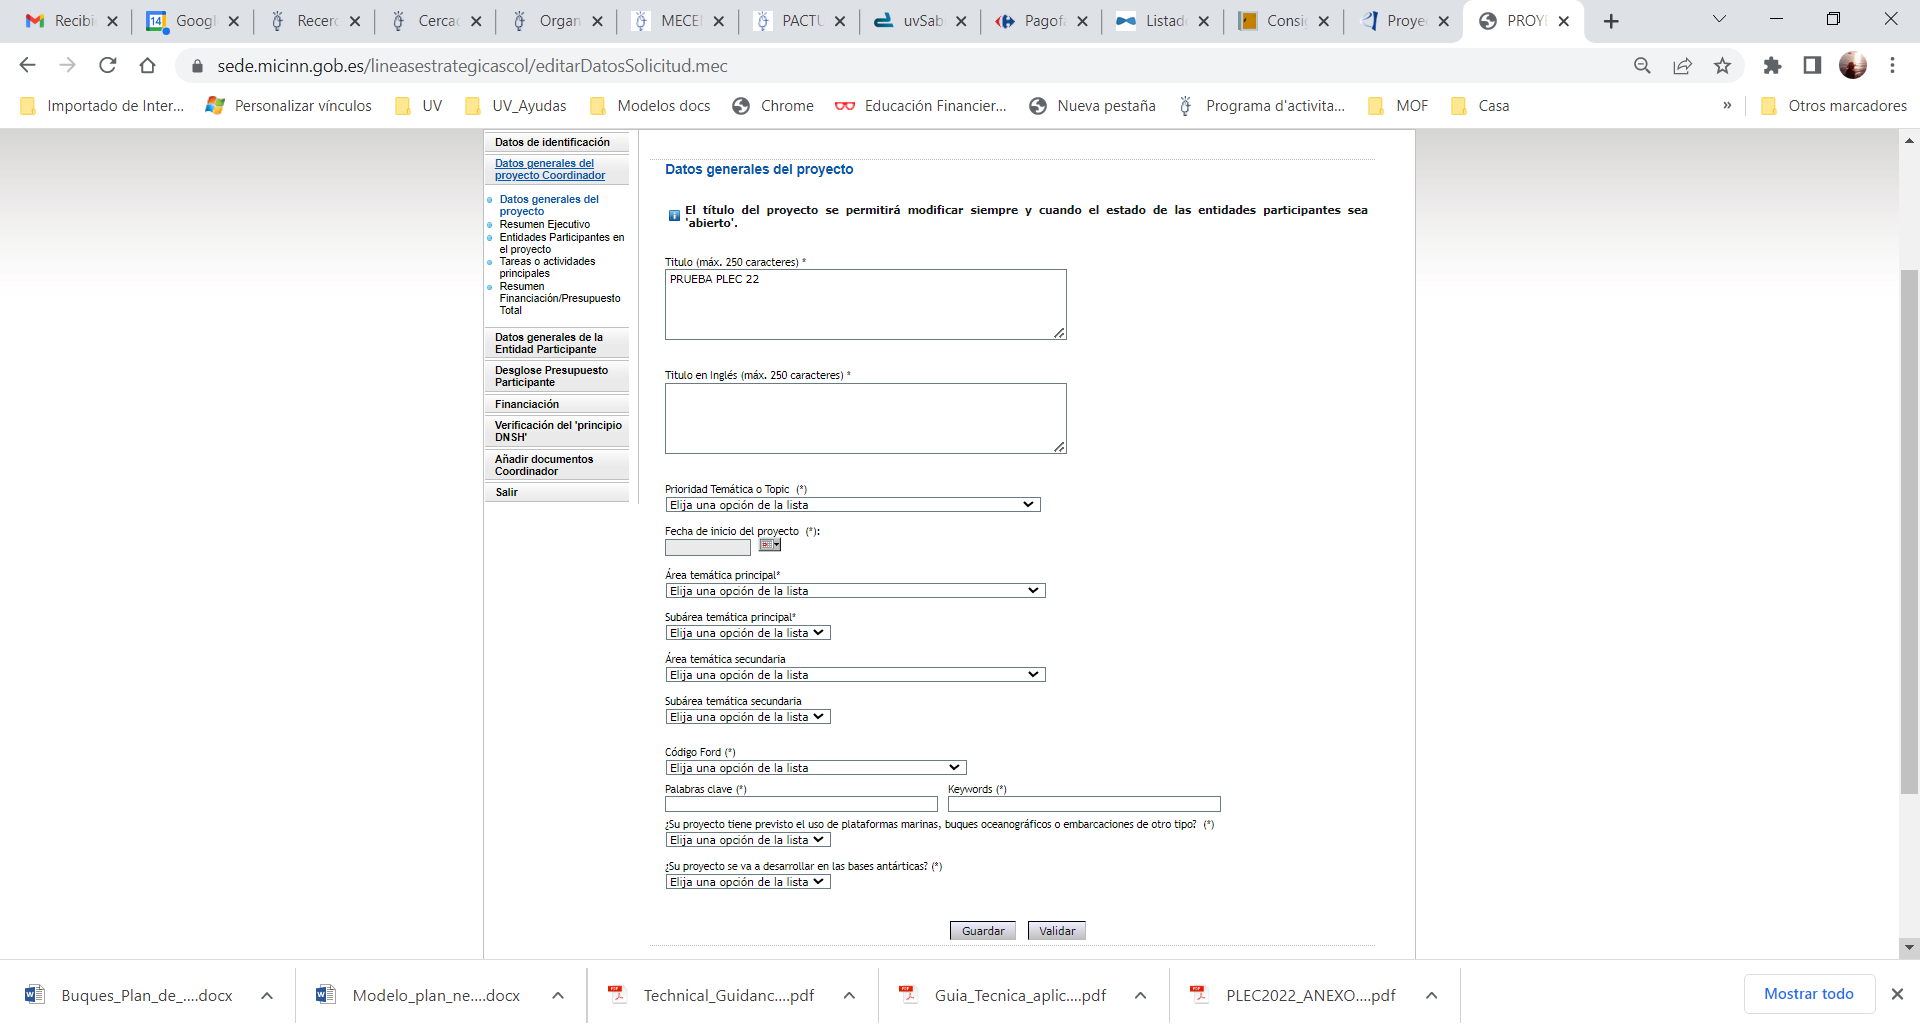 Recibi
14
Googl
Recerc
Cercad
Organ
MECEN
PACTU
uvSab
Pagofa
Listad
Consig
Proye
PROYE
sede.micinn.gob.es/lineasestrategicascol/editarDatosSolicitud.mec
Importado de Inter...
Personalizar vínculos
UV
UV_Ayudas
Modelos docs
Chrome
Educación Financier...
Nueva pestaña
Programa d'activita...
MOF
Casa
»
Otros marcadores
Datos de identificación
Datos generales del
proyecto Coordinador
Datos generales del
proyecto
Resumen Ejecutivo
Entidades Participantes en
el proyecto
Tareas o actividades
principales
Resumen
Financiación/Presupuesto
Total
Datos generales de la
Entidad Participante
Desglose Presupuesto
Participante
Financiación
Verificación del 'principio
DNSH'
Añadir documentos
Coordinador
Salir
Datos generales del proyecto
El título del proyecto se permitirá modificar siempre y cuando el estado de las entidades participantes sea
'abierto'.
Titulo (máx. 250 caracteres) *
PRUEBA PLEC 22
Titulo en Inglés (máx. 250 caracteres) *
Prioridad Temática o Topic (*)
Elija una opción de la lista
Fecha de inicio del proyecto (*):
Área temática principal*
Elija una opción de la lista
Subárea temática principal*
Elija una opción de la lista
Área temática secundaria
Elija una opción de la lista
Subárea temática secundaria
Elija una opción de la lista
Código Ford (*)
Elija una opción de la lista
Palabras clave (*) Keywords (*)
¿Su proyecto tiene previsto el uso de plataformas marinas, buques oceanográficos o embarcaciones de otro tipo? (*)
Elija una opción de la lista
¿Su proyecto se va a desarrollar en las bases antárticas? (*)
Elija una opción de la lista
Guardar Validar
Buques_Plan_de_....docx
Modelo_plan_ne....docx
Technical_Guidanc....pdf
Guia_Tecnica_aplic....pdf
PLEC2022_ANEXO....pdf
Mostrar todo